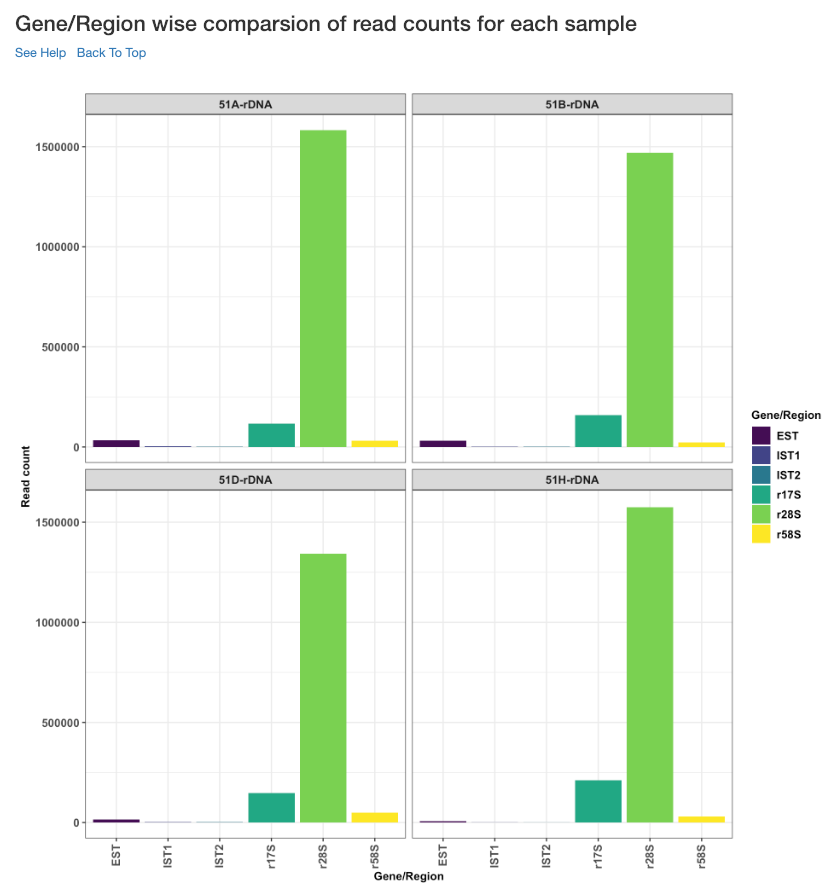 Gene/Region wise comparsion of read counts for each sample
See Help Back To Top
51A-rDNA 51B-rDNA
1500000
1000000
500000
0
Read count
51D-rDNA 51H-rDNA
1500000
1000000
500000
0
EST IST1 IST2 r17S r28S r58S EST IST1 IST2 r17S r28S r58S
Gene/Region
Gene/Region
EST
IST1
IST2
r17S
r28S
r58S